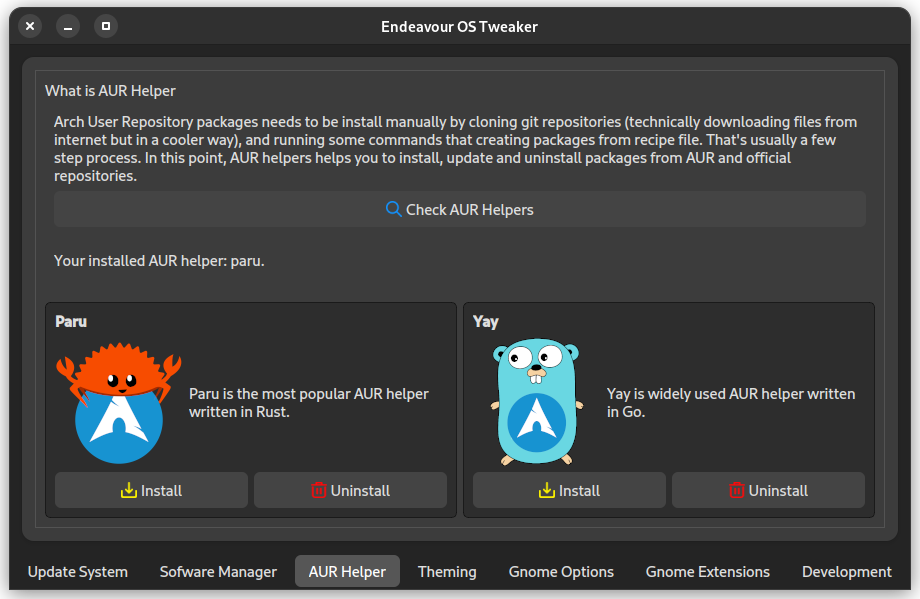 Endeavour OS Tweaker
What is AUR Helper
Arch User Repository packages needs to be install manually by cloning git repositories (technically downloading files from
internet but in a cooler way), and running some commands that creating packages from recipe file. That's usually a few
step process. In this point, AUR helpers helps you to install, update and uninstall packages from AUR and official
repositories.
Check AUR Helpers
Your installed AUR helper: paru.
Paru
Paru is the most popular AUR helper
written in Rust.
Install
Uninstall
Yay
Yay is widely used AUR helper written
in Go.
Install
Uninstall
Update System
Sofware Manager
AUR Helper
Theming
Gnome Options
Gnome Extensions
Development